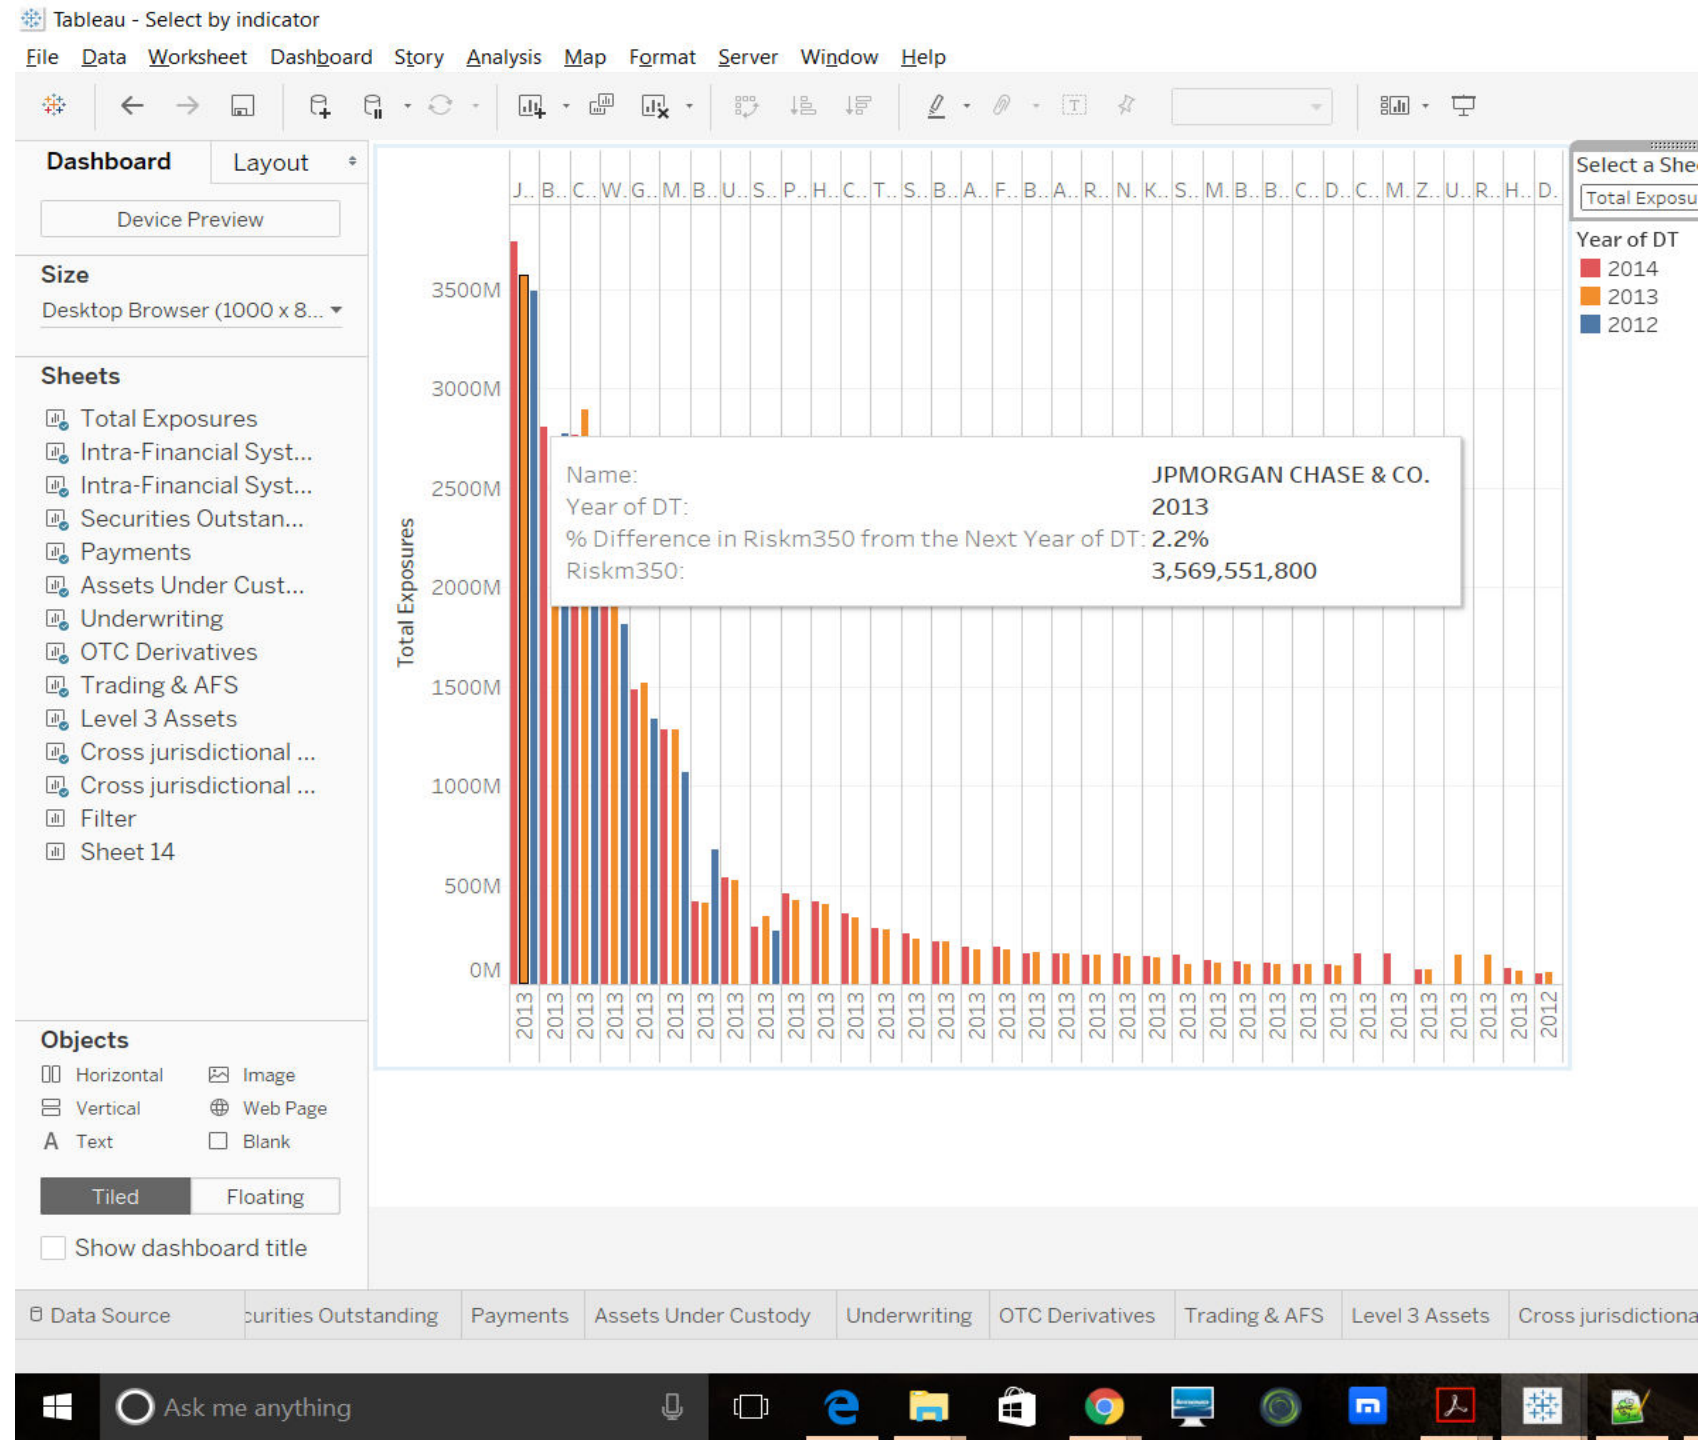 Tableau - Select by indicator
File Data Worksheet Dashboard Story Analysis Map Format Server Window Help
Dashboard Layout
Device Preview
Size
Desktop Browser (1000 x 8...
Sheets
Total Exposures
Intra-Financial Syst...
Intra-Financial Syst...
Securities Outstan...
Payments
Assets Under Cust...
Underwriting
OTC Derivatives
Trading & AFS
Level 3 Assets
Cross jurisdictional ...
Cross jurisdictional ...
Filter
Sheet 14
Objects
Horizontal Image
Vertical Web Page
A Text Blank
Tiled Floating
Show dashboard title
J.. B.. C.. W. G.. M. B.. U.. S.. P.. H.. C.. T.. S.. B.. A.. F.. B.. A.. R.. N. K.. S.. M. B.. B.. C.. D.. C.. M. Z.. U.. R.. H.. D.
Total Exposures
3500M
3000M
2500M
2000M
1500M
1000M
500M
0M
Name: JPMORGAN CHASE & CO.
Year of DT: 2013
% Difference in Riskm350 from the Next Year of DT: 2.2%
Riskm350: 3,569,551,800
2013 2013 2013 2013 2013 2013 2013 2013 2013 2013 2013 2013 2013 2013 2013 2013 2013 2013 2013 2013 2013 2013 2013 2013 2013 2013 2013 2013 2013 2013 2013 2013 2013 2013 2012
Select a She
Total Exposu
Year of DT
2014
2013
2012
Data Source curities Outstanding Payments Assets Under Custody Underwriting OTC Derivatives Trading & AFS Level 3 Assets Cross jurisdictiona
Ask me anything